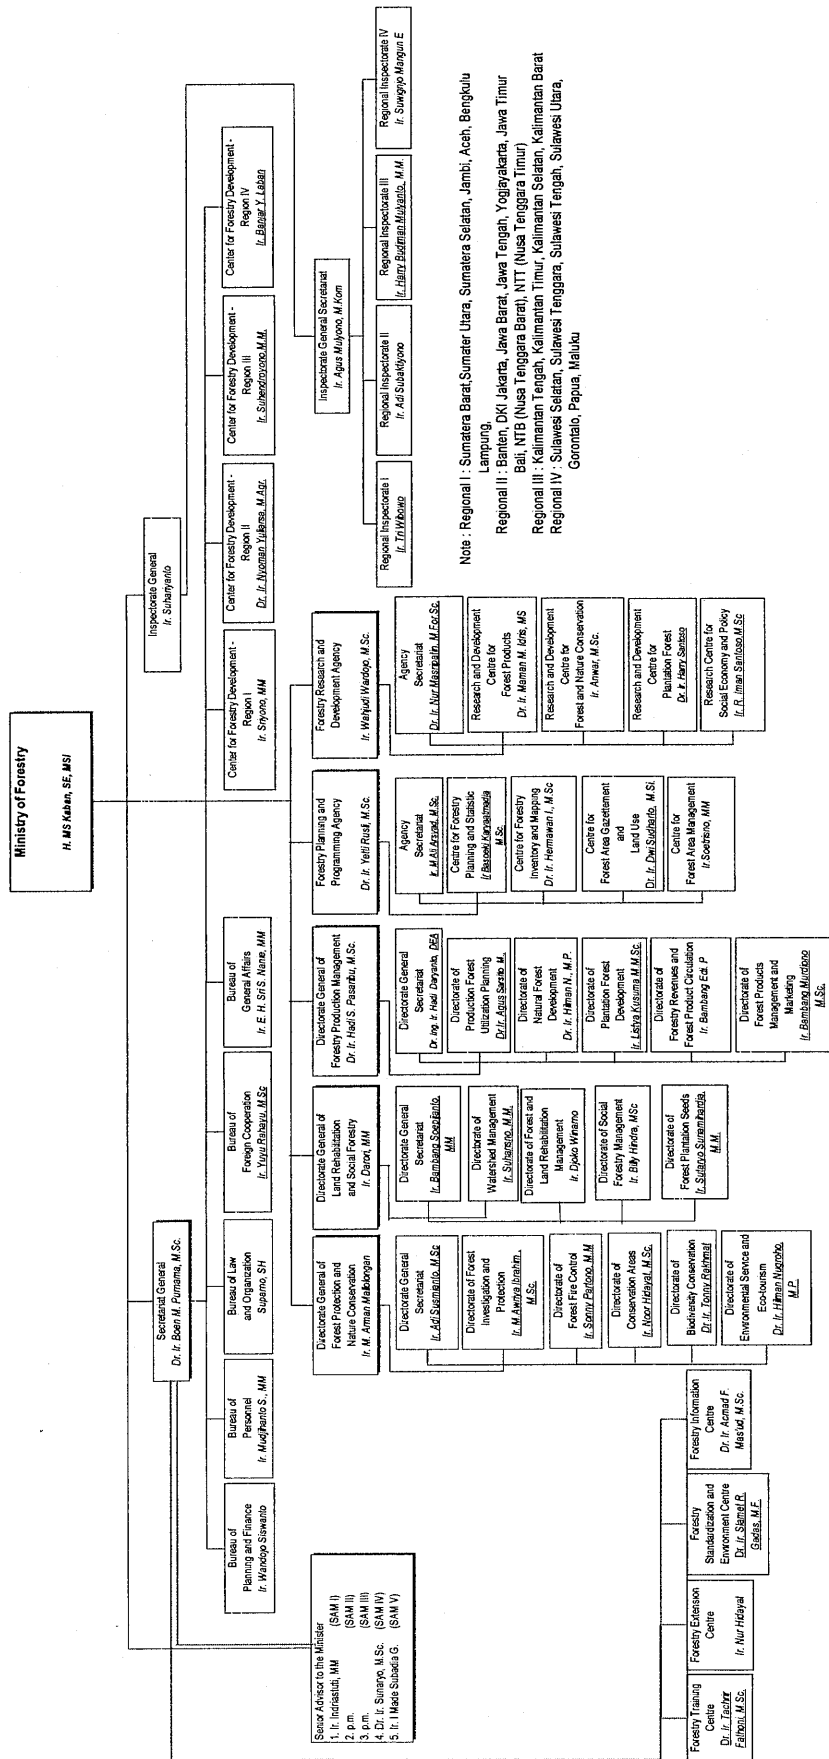 Ministry of Forestry
H. MS Kaban, SE, MSI
Secretariat General
Dr. Ir. Boen M. Purnama, M.Sc.
Inspectorate General
Ir. Suhariyanto
Senior Advisor to the Minister
1. Ir. Indriastuti, MM (SAM I)
2. p.m. (SAM II)
3. p.m. (SAM III)
4. Dr. Ir. Sunaryo, M.Sc. (SAM IV)
5. Ir. I Made Subadia G. (SAM V)
Bureau of
Planning and Finance
Ir. Wandojo Siswanto
Bureau of
Personnel
Ir. Mudjihanto S., MM
Bureau of Law
and Organization
Suparno, SH
Bureau of
Foreign Cooperation
Ir. Yuyu Rahayu, M.Sc
Bureau of
General Affairs
Ir. E. H. Sri S. Nane, MM
Center for Forestry Development -
Region I
Ir. Sriyono, MM
Center for Forestry Development -
Region II
Dr. Ir. Nyoman Yuliarsa, M.Agr.
Center for Forestry Development -
Region III
Ir. Suhendroyono, M.M.
Center for Forestry Development -
Region IV
Ir. Banjar Y. Laban
Inspectorate General Secretariat
Ir. Agus Mulyono, M.Kom
Regional Inspectorate I
Ir. Tri Wibowo
Regional Inspectorate II
Ir. Adi Subaktiyono
Regional Inspectorate III
Ir. Harry Budiman Mulyanto, M.M.
Regional Inspectorate IV
Ir. Suwignjo Mangun E
Directorate General of
Forest Protection and
Nature Conservation
Ir. M. Arman Mallolongan
Directorate General of
Land Rehabilitation
and Social Forestry
Ir. Darori, MM
Directorate General of
Forestry Production Management
Dr. Ir. Hadi S. Pasaribu, M.Sc.
Forestry Planning and
Programming Agency
Dr. Ir. Yetti Rusli, M.Sc.
Forestry Research and
Development Agency
Ir. Wahjudi Wardojo, M.Sc.
Directorate General
Secretariat
Ir. Adi Susmianto, M.Sc
Directorate of Forest
Investigation and
Protection
Ir. M Awriya Ibrahim,
M.Sc.
Directorate of
Forest Fire Control
Ir. Sonny Partono, M.M
Directorate of
Conservation Areas
Ir. Noor Hidayat, M.Sc.
Directorate of
Biodiversity Conservation
Dr. Ir. Tonny Rakhmat
Directorate of
Environmental Service and
Eco-tourism
Dr. Ir. Hilman Nugroho,
M.P.
Directorate General
Secretariat
Ir. Bambang Soepijanto,
MM
Directorate of
Watershed Management
Ir. Suharisno, M.M.
Directorate of Forest and
Land Rehabilitation
Management
Ir. Djoko Winarno
Directorate of Social
Forestry Management
Ir. Billy Hindra, MSc
Directorate of
Forest Plantation Seeds
Ir. Sutaryo
M.M.
Directorate General
Secretariat
Dr. Ing. Ir. Hadi Daryanto, DEA
Directorate of
Production Forest
Utilization Planning
Dr. Ir. Agus Sarsito M.
Directorate of
Natural Forest
Development
Dr. Ir. Hilman N., M.P.
Directorate of
Plantation Forest
Development
Ir. Listya Kusuma M.M.Sc.
Directorate of
Forestry Revenues and
Forest Product Circulation
Ir. Bambang Edi. P
Directorate of
Forest Products
Management and
Marketing
Ir. Bambang Murdiono
M.Sc.
Agency
Secretariat
Ir. M Ali Arsyad, M.Sc.
Centre for Forestry
Planning and Statistic
Ir Basoeki
M.Sc.
Centre for Forestry
Inventory and Mapping
Dr. Ir. Hermawan I., M.Sc
Centre for
Forest Area Gazettement
and
Land Use
Dr. Ir. Dwi Sudharto, M.Si.
Centre for
Forest Area Management
Ir. Soetrisno, MM
Agency
Secretariat
Dr. Ir. Nur Masripatin, M.For.Sc.
Research and Development
Centre for
Forest Products
Dr. Ir. Maman M. Idris, MS
Research and Development
Centre for
Forest and Nature Conservation
Ir. Anwar, M.Sc.
Research and Development
Centre for
Plantation Forest
Dr. Ir. Harry Santoso
Research Centre for
Social Economy and Policy
Ir. R. Iman Santoso, M.Sc
Forestry Training
Centre
Dr. Ir. Tachrir
Fathoni, M.Sc.
Forestry Extension
Centre
Ir. Nur Hidayat
Forestry
Standardization and
Environment Centre
Dr. Ir. Slamet R.
Gadas, M.F.
Forestry Information
Centre
Dr. Ir. Acmad F.
Mas'ud, M.Sc.
Note : Regional I : Sumatera Barat,Sumater Utara, Sumatera Selatan, Jambi, Aceh, Bengkulu
Lampung,
Regional II : Banten, DKI Jakarta, Jawa Barat, Jawa Tengah, Yogjayakarta, Jawa Timur
Bali, NTB (Nusa Tenggara Barat), NTT (Nusa Tenggara Timur)
Regional III : Kalimantan Tengah, Kalimantan Timur, Kalimantan Selatan, Kalimantan Barat
Regional IV : Sulawesi Selatan, Sulawesi Tenggara, Sulawesi Tengah, Sulawesi Utara,
Gorontalo, Papua, Maluku